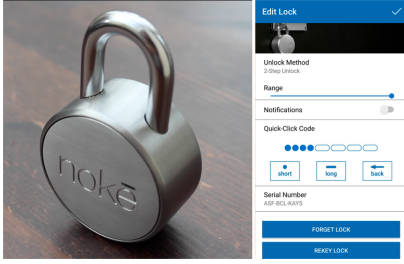 nokē
Edit Lock
Unlock Method
2-Step Unlock
Range
Notifications
Quick-Click Code
short
long
back
Serial Number
ASF-8CL-KAYS
FORGET LOCK
REKEY LOCK